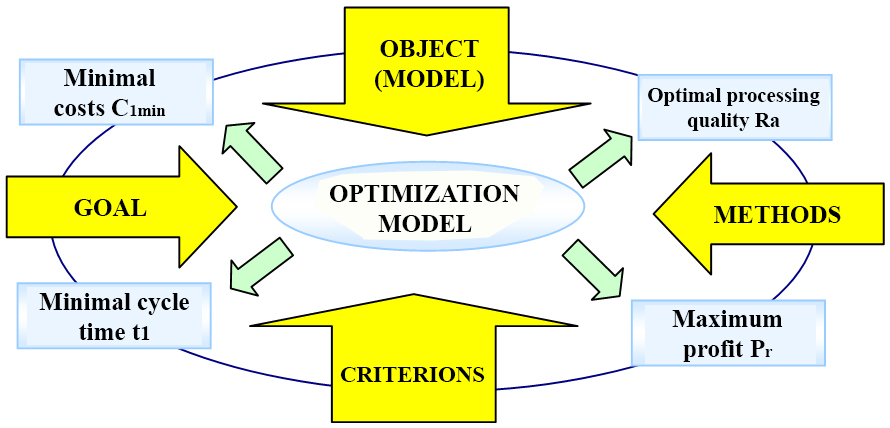 OBJECT
(MODEL)
Minimal
costs C1min
Optimal processing
quality Ra
GOAL
OPTIMIZATION
MODEL
METHODS
Minimal cycle
time t1
Maximum
profit Pr
CRITERIONS